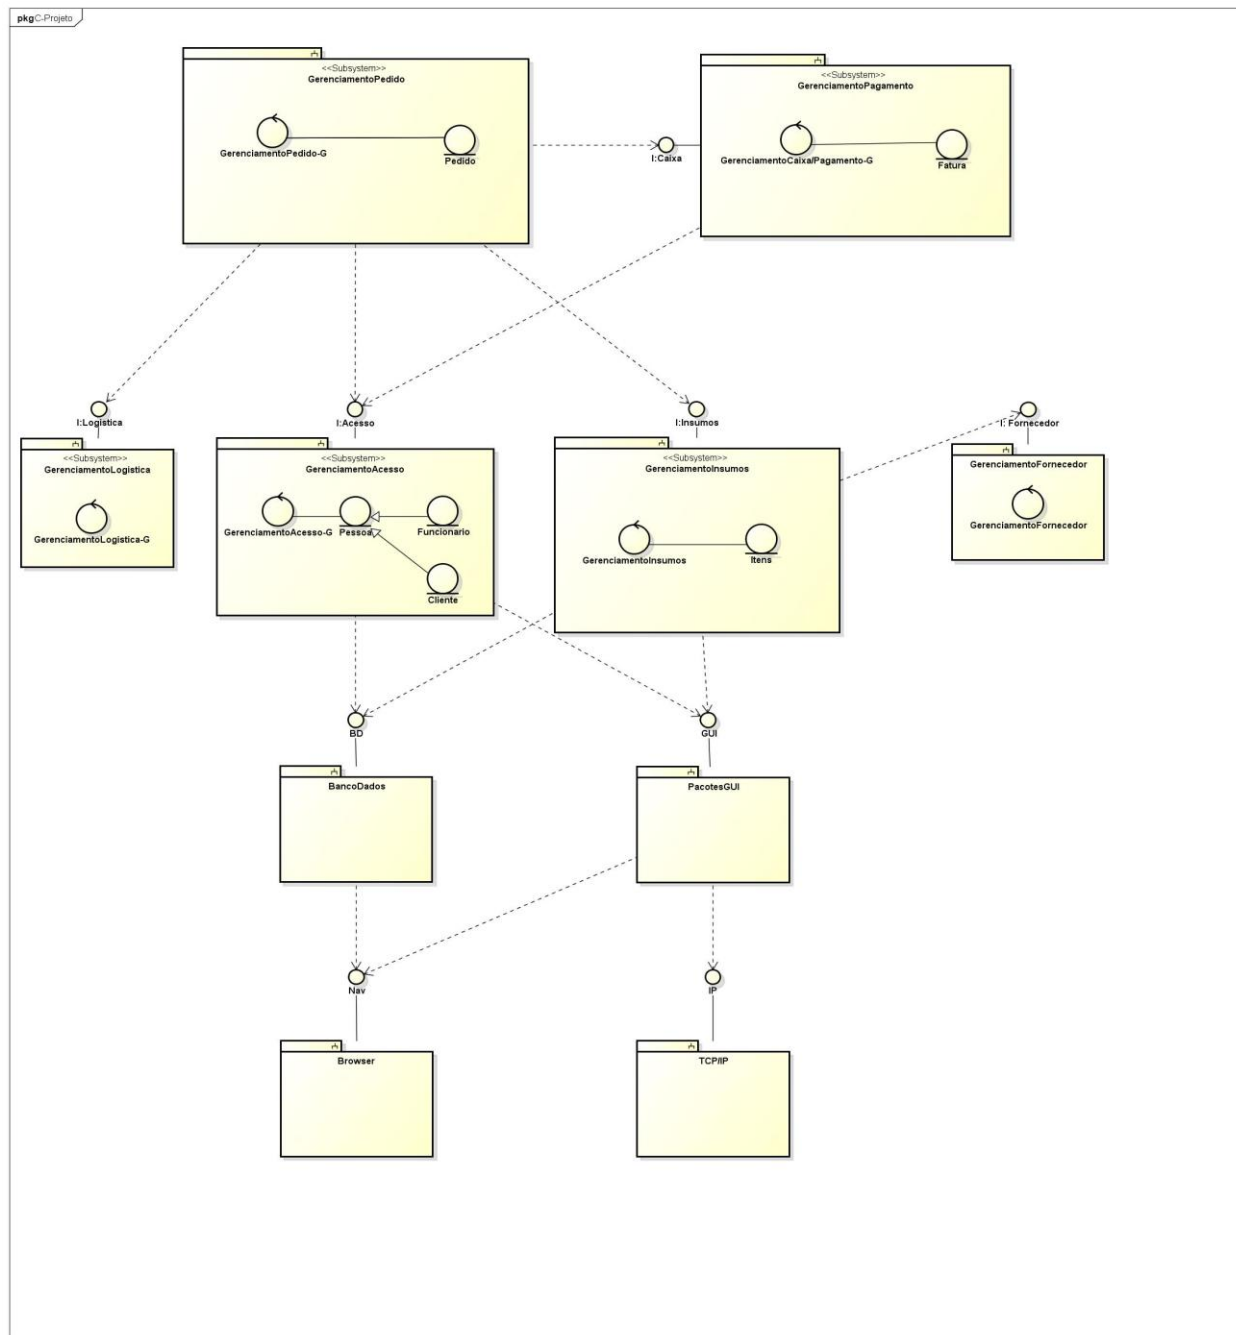 pkg C-Projeto
<<Subsystem>>
GerenciamentoPedido
GerenciamentoPedido-G
Pedido
I:Caixa
<<Subsystem>>
GerenciamentoPagamento
GerenciamentoCaixa/Pagamento-G
Fatura
I:Logistica
<<Subsystem>>
GerenciamentoLogistica
GerenciamentoLogistica-G
I:Acesso
<<Subsystem>>
GerenciamentoAcesso
GerenciamentoAcesso-G
Pessoa
Funcionario
Cliente
I:Insumos
<<Subsystem>>
GerenciamentoInsumos
GerenciamentoInsumos
Itens
I: Fornecedor
GerenciamentoFornecedor
GerenciamentoFornecedor
BD
GUI
BancoDados
PacotesGUI
Nav
IP
Browser
TCP/IP